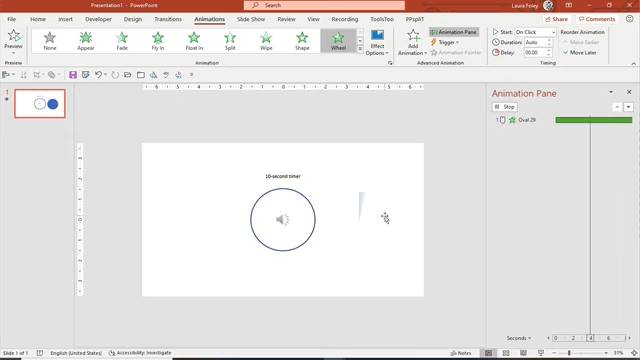 Presentation1 - PowerPoint
Search
Laura Foley
File
Home
Insert
Draw
Design
Transitions
Animations
Slide Show
Review
View
Recording
ToolsToo
PPspliT
Share
Comments
Preview
None
Appear
Fade
Fly In
Float In
Split
Wipe
Shape
Wheel
Effect Options
Add Animation
Animation Pane
Trigger
Animation Painter
Start: On Click
Duration: Auto
Delay: 00.00
Reorder Animation
Move Earlier
Move Later
Preview
Animation
Advanced Animation
Timing
1
10-second timer
Animation Pane
Stop
1
Oval 29
Seconds
0 2 4 6
Slide 1 of 1
English (United States)
Accessibility: Investigate
Notes
51%